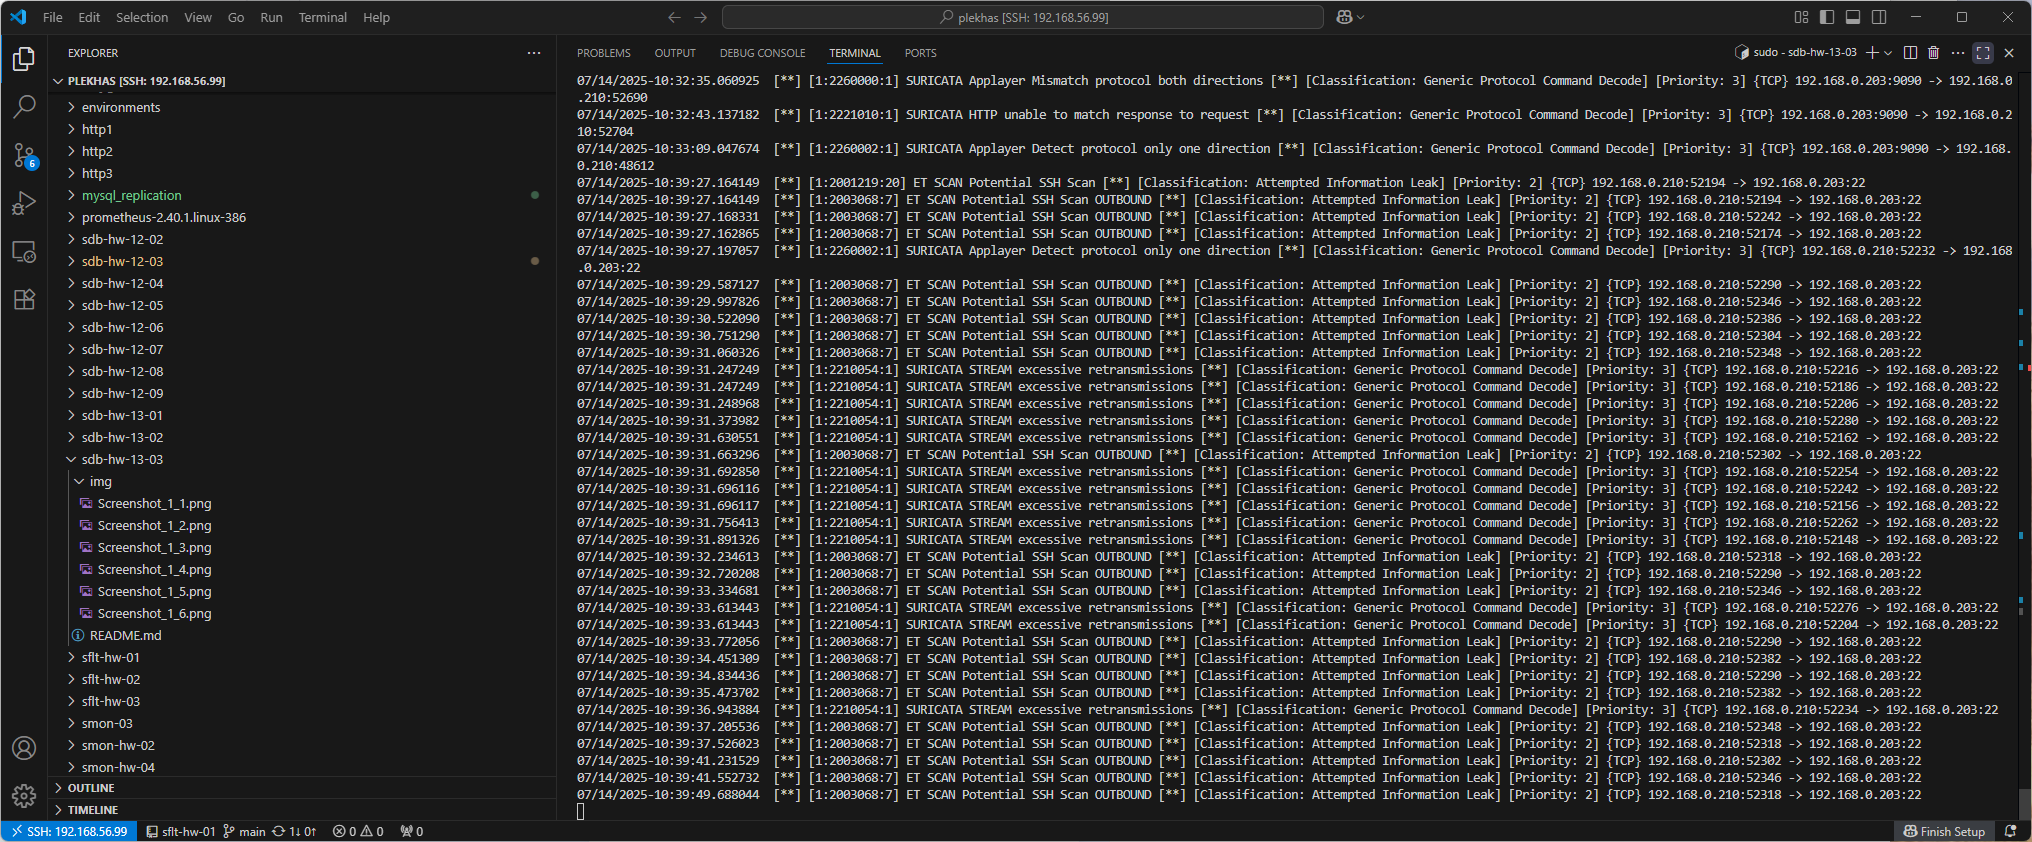 File Edit Selection View Go Run Terminal Help
plekhas [SSH: 192.168.56.99]
EXPLORER
PLEKHAS [SSH: 192.168.56.99]
environments
http1
http2
http3
mysql_replication
prometheus-2.40.1.linux-386
sdb-hw-12-02
sdb-hw-12-03
sdb-hw-12-04
sdb-hw-12-05
sdb-hw-12-06
sdb-hw-12-07
sdb-hw-12-08
sdb-hw-12-09
sdb-hw-13-01
sdb-hw-13-02
sdb-hw-13-03
img
Screenshot_1_1.png
Screenshot_1_2.png
Screenshot_1_3.png
Screenshot_1_4.png
Screenshot_1_5.png
Screenshot_1_6.png
README.md
sflt-hw-01
sflt-hw-02
sflt-hw-03
smon-03
smon-hw-02
smon-hw-04
OUTLINE
TIMELINE
6
PROBLEMS OUTPUT DEBUG CONSOLE TERMINAL PORTS
sudo - sdb-hw-13-03
07/14/2025-10:32:35.060925 [**] [1:2260000:1] SURICATA Applayer Mismatch protocol both directions [**] [Classification: Generic Protocol Command Decode] [Priority: 3] {TCP} 192.168.0.203:9090 -> 192.168.0
.210:52690
07/14/2025-10:32:43.137182 [**] [1:2221010:1] SURICATA HTTP unable to match response to request [**] [Classification: Generic Protocol Command Decode] [Priority: 3] {TCP} 192.168.0.203:9090 -> 192.168.0.2
10:52704
07/14/2025-10:33:09.047674 [**] [1:2260002:1] SURICATA Applayer Detect protocol only one direction [**] [Classification: Generic Protocol Command Decode] [Priority: 3] {TCP} 192.168.0.203:9090 -> 192.168.
0.210:48612
07/14/2025-10:39:27.164149 [**] [1:2001219:20] ET SCAN Potential SSH Scan [**] [Classification: Attempted Information Leak] [Priority: 2] {TCP} 192.168.0.210:52194 -> 192.168.0.203:22
07/14/2025-10:39:27.164149 [**] [1:2003068:7] ET SCAN Potential SSH Scan OUTBOUND [**] [Classification: Attempted Information Leak] [Priority: 2] {TCP} 192.168.0.210:52194 -> 192.168.0.203:22
07/14/2025-10:39:27.168331 [**] [1:2003068:7] ET SCAN Potential SSH Scan OUTBOUND [**] [Classification: Attempted Information Leak] [Priority: 2] {TCP} 192.168.0.210:52242 -> 192.168.0.203:22
07/14/2025-10:39:27.162865 [**] [1:2003068:7] ET SCAN Potential SSH Scan OUTBOUND [**] [Classification: Attempted Information Leak] [Priority: 2] {TCP} 192.168.0.210:52174 -> 192.168.0.203:22
07/14/2025-10:39:27.197057 [**] [1:2260002:1] SURICATA Applayer Detect protocol only one direction [**] [Classification: Generic Protocol Command Decode] [Priority: 3] {TCP} 192.168.0.210:52232 -> 192.168
.0.203:22
07/14/2025-10:39:29.587127 [**] [1:2003068:7] ET SCAN Potential SSH Scan OUTBOUND [**] [Classification: Attempted Information Leak] [Priority: 2] {TCP} 192.168.0.210:52290 -> 192.168.0.203:22
07/14/2025-10:39:29.997826 [**] [1:2003068:7] ET SCAN Potential SSH Scan OUTBOUND [**] [Classification: Attempted Information Leak] [Priority: 2] {TCP} 192.168.0.210:52346 -> 192.168.0.203:22
07/14/2025-10:39:30.522090 [**] [1:2003068:7] ET SCAN Potential SSH Scan OUTBOUND [**] [Classification: Attempted Information Leak] [Priority: 2] {TCP} 192.168.0.210:52386 -> 192.168.0.203:22
07/14/2025-10:39:30.751290 [**] [1:2003068:7] ET SCAN Potential SSH Scan OUTBOUND [**] [Classification: Attempted Information Leak] [Priority: 2] {TCP} 192.168.0.210:52304 -> 192.168.0.203:22
07/14/2025-10:39:31.060326 [**] [1:2003068:7] ET SCAN Potential SSH Scan OUTBOUND [**] [Classification: Attempted Information Leak] [Priority: 2] {TCP} 192.168.0.210:52348 -> 192.168.0.203:22
07/14/2025-10:39:31.247249 [**] [1:2210054:1] SURICATA STREAM excessive retransmissions [**] [Classification: Generic Protocol Command Decode] [Priority: 3] {TCP} 192.168.0.210:52216 -> 192.168.0.203:22
07/14/2025-10:39:31.247249 [**] [1:2210054:1] SURICATA STREAM excessive retransmissions [**] [Classification: Generic Protocol Command Decode] [Priority: 3] {TCP} 192.168.0.210:52186 -> 192.168.0.203:22
07/14/2025-10:39:31.248968 [**] [1:2210054:1] SURICATA STREAM excessive retransmissions [**] [Classification: Generic Protocol Command Decode] [Priority: 3] {TCP} 192.168.0.210:52206 -> 192.168.0.203:22
07/14/2025-10:39:31.373982 [**] [1:2210054:1] SURICATA STREAM excessive retransmissions [**] [Classification: Generic Protocol Command Decode] [Priority: 3] {TCP} 192.168.0.210:52280 -> 192.168.0.203:22
07/14/2025-10:39:31.630551 [**] [1:2210054:1] SURICATA STREAM excessive retransmissions [**] [Classification: Generic Protocol Command Decode] [Priority: 3] {TCP} 192.168.0.210:52162 -> 192.168.0.203:22
07/14/2025-10:39:31.663296 [**] [1:2003068:7] ET SCAN Potential SSH Scan OUTBOUND [**] [Classification: Attempted Information Leak] [Priority: 2] {TCP} 192.168.0.210:52302 -> 192.168.0.203:22
07/14/2025-10:39:31.692850 [**] [1:2210054:1] SURICATA STREAM excessive retransmissions [**] [Classification: Generic Protocol Command Decode] [Priority: 3] {TCP} 192.168.0.210:52254 -> 192.168.0.203:22
07/14/2025-10:39:31.696116 [**] [1:2210054:1] SURICATA STREAM excessive retransmissions [**] [Classification: Generic Protocol Command Decode] [Priority: 3] {TCP} 192.168.0.210:52242 -> 192.168.0.203:22
07/14/2025-10:39:31.696117 [**] [1:2210054:1] SURICATA STREAM excessive retransmissions [**] [Classification: Generic Protocol Command Decode] [Priority: 3] {TCP} 192.168.0.210:52156 -> 192.168.0.203:22
07/14/2025-10:39:31.756413 [**] [1:2210054:1] SURICATA STREAM excessive retransmissions [**] [Classification: Generic Protocol Command Decode] [Priority: 3] {TCP} 192.168.0.210:52262 -> 192.168.0.203:22
07/14/2025-10:39:31.891326 [**] [1:2210054:1] SURICATA STREAM excessive retransmissions [**] [Classification: Generic Protocol Command Decode] [Priority: 3] {TCP} 192.168.0.210:52148 -> 192.168.0.203:22
07/14/2025-10:39:32.234613 [**] [1:2003068:7] ET SCAN Potential SSH Scan OUTBOUND [**] [Classification: Attempted Information Leak] [Priority: 2] {TCP} 192.168.0.210:52318 -> 192.168.0.203:22
07/14/2025-10:39:32.720208 [**] [1:2003068:7] ET SCAN Potential SSH Scan OUTBOUND [**] [Classification: Attempted Information Leak] [Priority: 2] {TCP} 192.168.0.210:52290 -> 192.168.0.203:22
07/14/2025-10:39:33.334681 [**] [1:2003068:7] ET SCAN Potential SSH Scan OUTBOUND [**] [Classification: Attempted Information Leak] [Priority: 2] {TCP} 192.168.0.210:52346 -> 192.168.0.203:22
07/14/2025-10:39:33.613443 [**] [1:2210054:1] SURICATA STREAM excessive retransmissions [**] [Classification: Generic Protocol Command Decode] [Priority: 3] {TCP} 192.168.0.210:52276 -> 192.168.0.203:22
07/14/2025-10:39:33.613443 [**] [1:2210054:1] SURICATA STREAM excessive retransmissions [**] [Classification: Generic Protocol Command Decode] [Priority: 3] {TCP} 192.168.0.210:52204 -> 192.168.0.203:22
07/14/2025-10:39:33.772056 [**] [1:2003068:7] ET SCAN Potential SSH Scan OUTBOUND [**] [Classification: Attempted Information Leak] [Priority: 2] {TCP} 192.168.0.210:52290 -> 192.168.0.203:22
07/14/2025-10:39:34.451309 [**] [1:2003068:7] ET SCAN Potential SSH Scan OUTBOUND [**] [Classification: Attempted Information Leak] [Priority: 2] {TCP} 192.168.0.210:52382 -> 192.168.0.203:22
07/14/2025-10:39:34.834436 [**] [1:2003068:7] ET SCAN Potential SSH Scan OUTBOUND [**] [Classification: Attempted Information Leak] [Priority: 2] {TCP} 192.168.0.210:52290 -> 192.168.0.203:22
07/14/2025-10:39:35.473702 [**] [1:2003068:7] ET SCAN Potential SSH Scan OUTBOUND [**] [Classification: Attempted Information Leak] [Priority: 2] {TCP} 192.168.0.210:52382 -> 192.168.0.203:22
07/14/2025-10:39:36.943884 [**] [1:2210054:1] SURICATA STREAM excessive retransmissions [**] [Classification: Generic Protocol Command Decode] [Priority: 3] {TCP} 192.168.0.210:52234 -> 192.168.0.203:22
07/14/2025-10:39:37.205536 [**] [1:2003068:7] ET SCAN Potential SSH Scan OUTBOUND [**] [Classification: Attempted Information Leak] [Priority: 2] {TCP} 192.168.0.210:52348 -> 192.168.0.203:22
07/14/2025-10:39:37.526023 [**] [1:2003068:7] ET SCAN Potential SSH Scan OUTBOUND [**] [Classification: Attempted Information Leak] [Priority: 2] {TCP} 192.168.0.210:52318 -> 192.168.0.203:22
07/14/2025-10:39:41.231529 [**] [1:2003068:7] ET SCAN Potential SSH Scan OUTBOUND [**] [Classification: Attempted Information Leak] [Priority: 2] {TCP} 192.168.0.210:52302 -> 192.168.0.203:22
07/14/2025-10:39:41.552732 [**] [1:2003068:7] ET SCAN Potential SSH Scan OUTBOUND [**] [Classification: Attempted Information Leak] [Priority: 2] {TCP} 192.168.0.210:52346 -> 192.168.0.203:22
07/14/2025-10:39:49.688044 [**] [1:2003068:7] ET SCAN Potential SSH Scan OUTBOUND [**] [Classification: Attempted Information Leak] [Priority: 2] {TCP} 192.168.0.210:52318 -> 192.168.0.203:22
SSH: 192.168.56.99 sflt-hw-01 main 1↓ 0↑ 0 0 0 Finish Setup